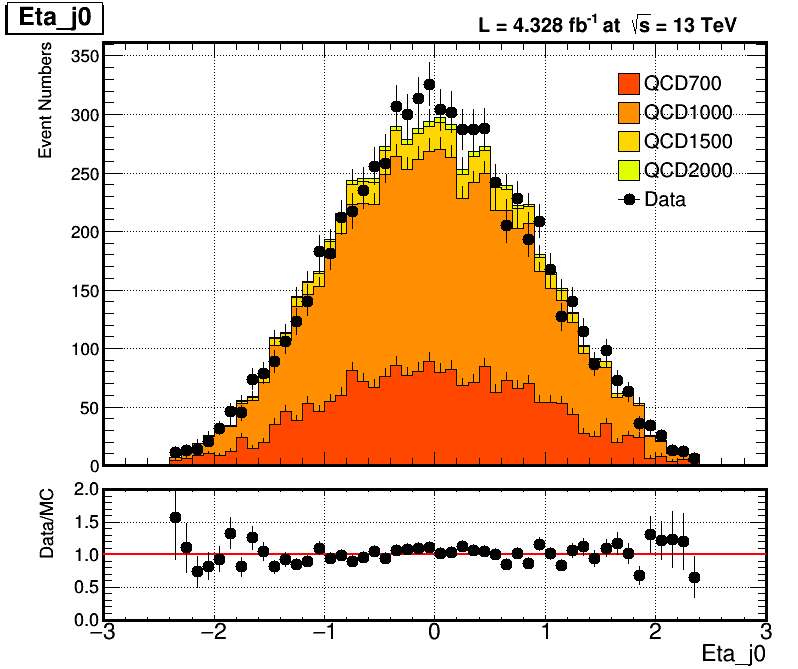 Eta_j0
L = 4.328 fb⁻¹ at √s = 13 TeV
Event Numbers
350
300
250
200
150
100
50
0
QCD700
QCD1000
QCD1500
QCD2000
Data
Data/MC
2.0
1.5
1.0
0.5
0.0
−3 −2 −1 0 1 2 3
Eta_j0